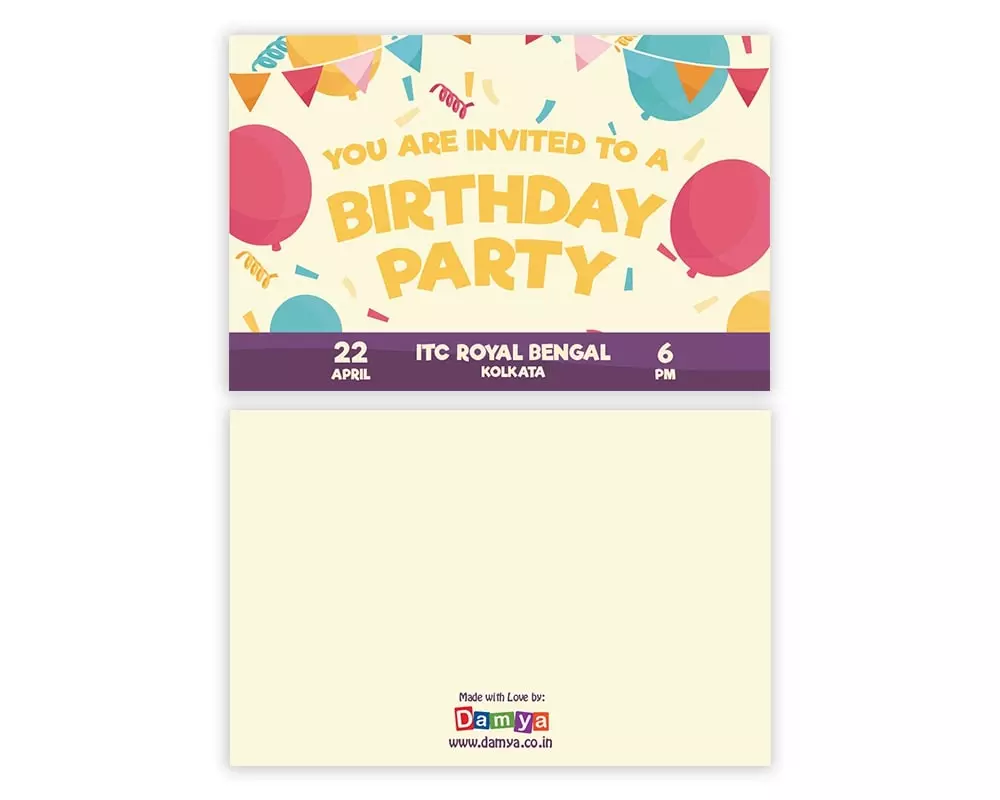 YOU ARE INVITED TO A
BIRTHDAY
PARTY
22
APRIL
ITC ROYAL BENGAL
KOLKATA
6
PM
Made with Love by:
Damya
www.damya.co.in